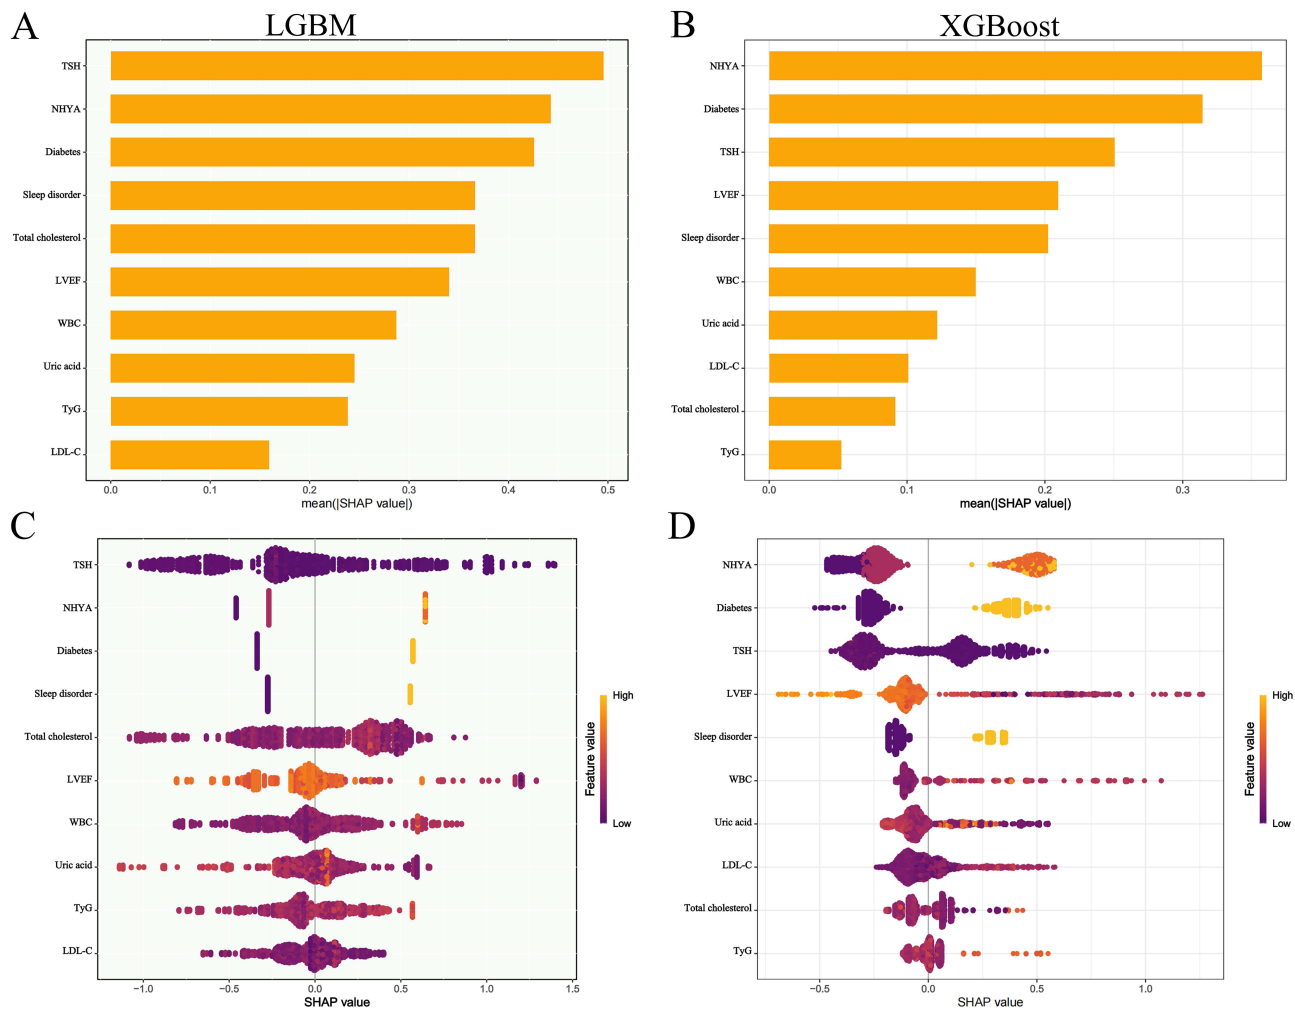 A
LGBM
TSH
NHYA
Diabetes
Sleep disorder
Total cholesterol
LVEF
WBC
Uric acid
TyG
LDL-C
0.0 0.1 0.2 0.3 0.4 0.5
mean(|SHAP value|)
B
XGBoost
NHYA
Diabetes
TSH
LVEF
Sleep disorder
WBC
Uric acid
LDL-C
Total cholesterol
TyG
0.0 0.1 0.2 0.3
mean(|SHAP value|)
C
TSH
NHYA
Diabetes
Sleep disorder
Total cholesterol
LVEF
WBC
Uric acid
TyG
LDL-C
−1.0 −0.5 0.0 0.5 1.0 1.5
SHAP value
High
Feature value
Low
D
NHYA
Diabetes
TSH
LVEF
Sleep disorder
WBC
Uric acid
LDL-C
Total cholesterol
TyG
−0.5 0.0 0.5 1.0
SHAP value
High
Feature value
Low